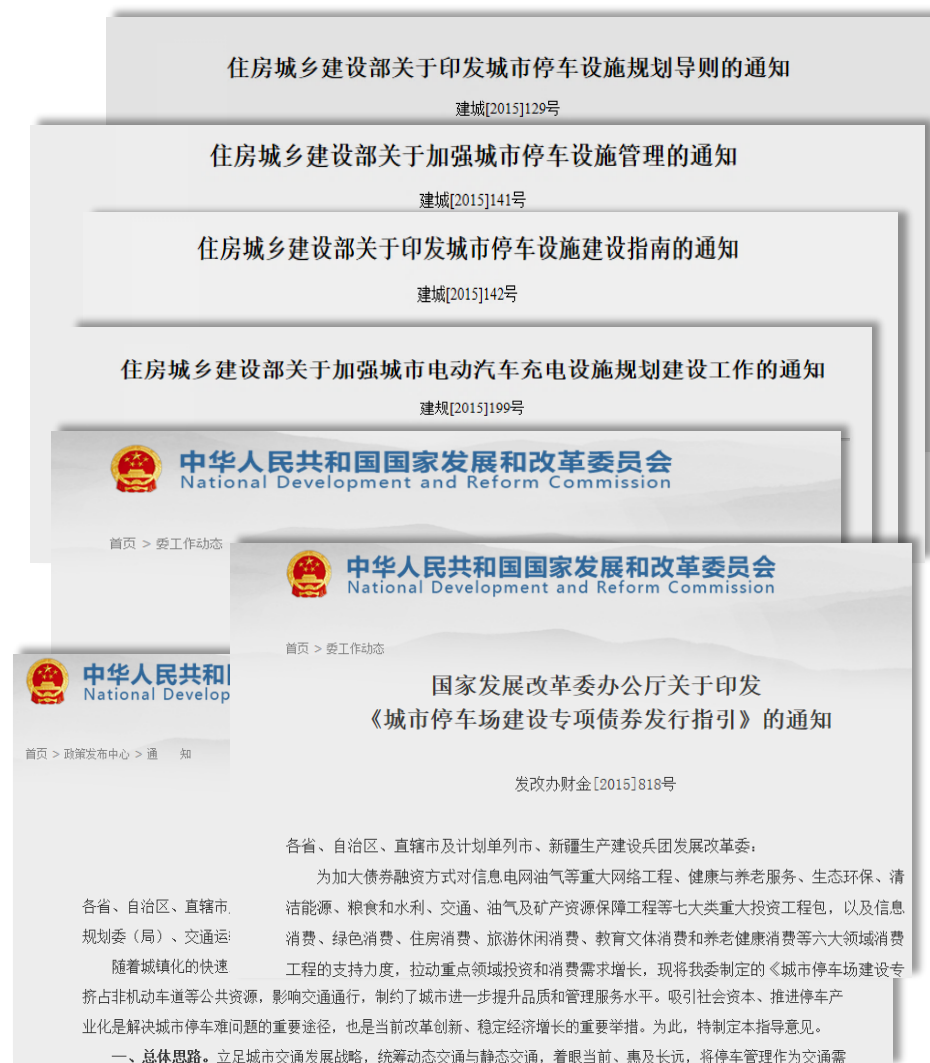 住房城乡建设部关于印发城市停车设施规划导则的通知
建城[2015]129号
住房城乡建设部关于加强城市停车设施管理的通知
建城[2015]141号
住房城乡建设部关于印发城市停车设施建设指南的通知
建城[2015]142号
住房城乡建设部关于加强城市电动汽车充电设施规划建设工作的通知
建规[2015]199号
中华人民共和国国家发展和改革委员会
National Development and Reform Commission
首页 > 委工作动态
中华人民共和国国家发展和改革委员会
National Development and Reform Commission
首页 > 委工作动态
国家发展改革委办公厅关于印发
《城市停车场建设专项债券发行指引》的通知
发改办财金[2015]818号
各省、自治区、直辖市及计划单列市、新疆生产建设兵团发展改革委：
为加大债券融资方式对信息电网油气等重大网络工程、健康与养老服务、生态环保、清
洁能源、粮食和水利、交通、油气及矿产资源保障工程等七大类重大投资工程包，以及信息
消费、绿色消费、住房消费、旅游休闲消费、教育文体消费和养老健康消费等六大领域消费
工程的支持力度，拉动重点领域投资和消费需求增长，现将我委制定的《城市停车场建设专
中华人民共和
National Develop
首页 > 政策发布中心 > 通 知
各省、自治区、直辖市
规划委（局）、交通运
随着城镇化的快速
挤占非机动车道等公共资源，影响交通通行，制约了城市进一步提升品质和管理服务水平。吸引社会资本、推进停车产
业化是解决城市停车难问题的重要途径，也是当前改革创新、稳定经济增长的重要举措。为此，特制定本指导意见。
一、总体思路。立足城市交通发展战略，统筹动态交通与静态交通，着眼当前、惠及长远，将停车管理作为交通需